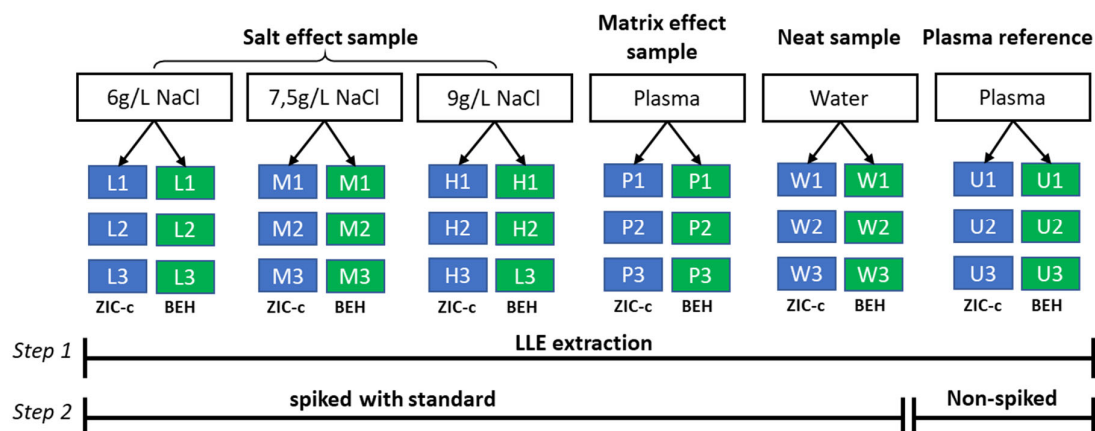 Salt effect sample
Matrix effect
sample
Neat sample
Plasma reference
6g/L NaCl
7,5g/L NaCl
9g/L NaCl
Plasma
Water
Plasma
L1 L1 M1 M1 H1 H1 P1 P1 W1 W1 U1 U1
L2 L2 M2 M2 H2 H2 P2 P2 W2 W2 U2 U2
L3 L3 M3 M3 H3 L3 P3 P3 W3 W3 U3 U3
ZIC-c BEH ZIC-c BEH ZIC-c BEH ZIC-c BEH ZIC-c BEH ZIC-c BEH
Step 1 LLE extraction
Step 2 spiked with standard Non-spiked